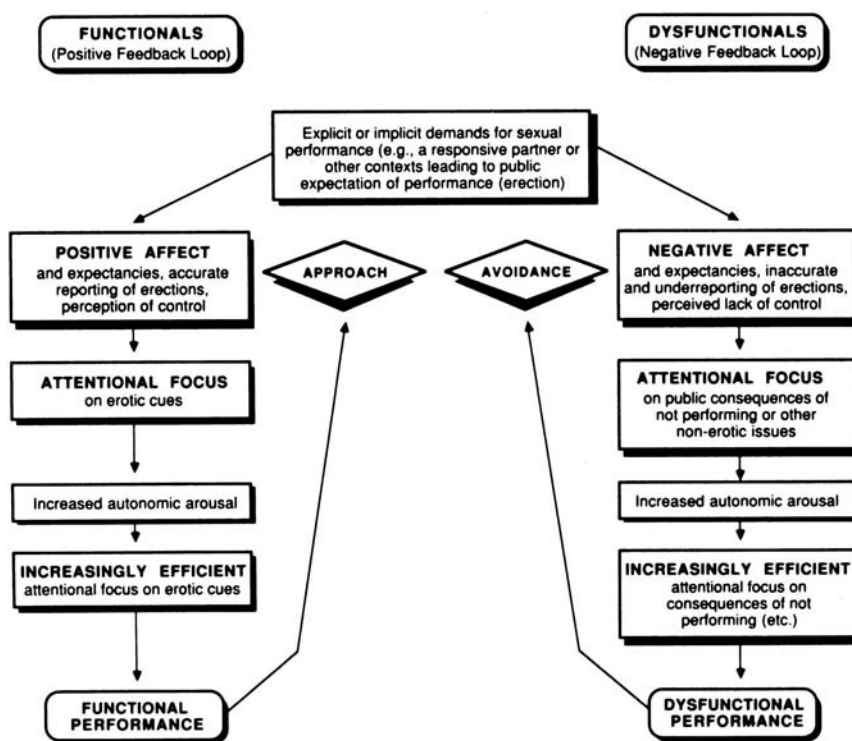 FUNCTIONALS
(Positive Feedback Loop)
DYSFUNCTIONALS
(Negative Feedback Loop)
Explicit or implicit demands for sexual
performance (e.g., a responsive partner or
other contexts leading to public
expectation of performance (erection)
POSITIVE AFFECT
and expectancies, accurate
reporting of erections,
perception of control
APPROACH
AVOIDANCE
NEGATIVE AFFECT
and expectancies, inaccurate
and underreporting of erections,
perceived lack of control
ATTENTIONAL FOCUS
on erotic cues
ATTENTIONAL FOCUS
on public consequences of
not performing or other
non-erotic issues
Increased autonomic arousal
Increased autonomic arousal
INCREASINGLY EFFICIENT
attentional focus on erotic cues
INCREASINGLY EFFICIENT
attentional focus on
consequences of not
performing (etc.)
FUNCTIONAL
PERFORMANCE
DYSFUNCTIONAL
PERFORMANCE